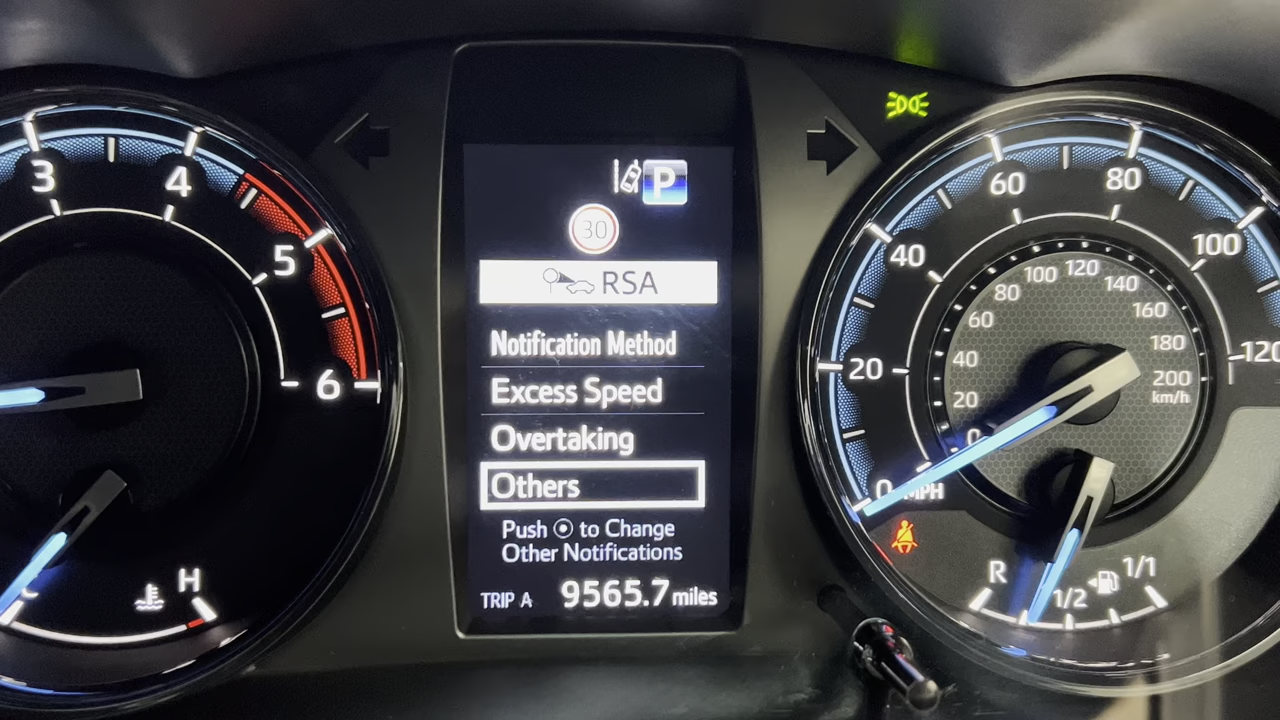 3
4
5
6
H
P
30
RSA
Notification Method
Excess Speed
Overtaking
Others
Push to Change
Other Notifications
TRIP A 9565.7 miles
0
20
40
60
80
100
120
MPH
0
20
40
60
80
100
120
140
160
180
200
km/h
R
1/2
1/1